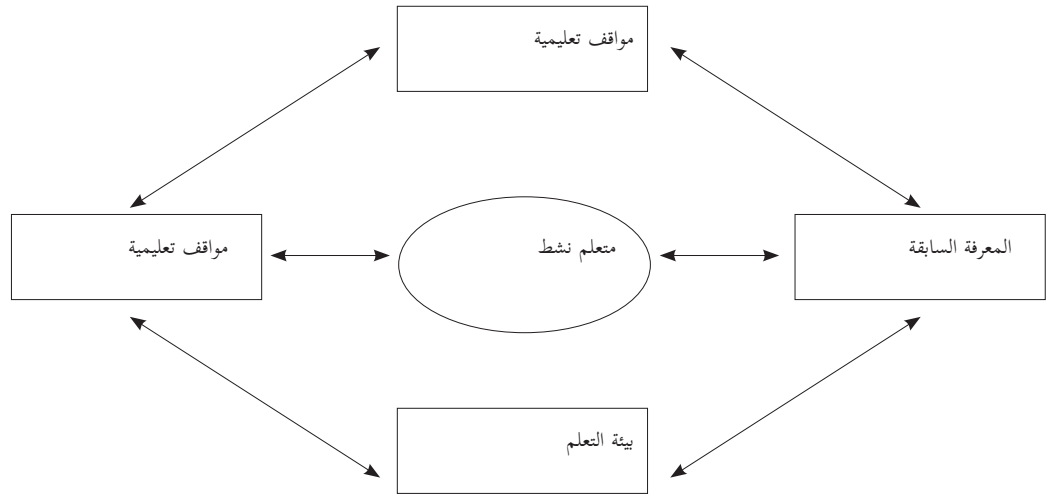 مواقف تعليمية
المعرفة السابقة
متعلم نشط
مواقف تعليمية
بيئة التعلم